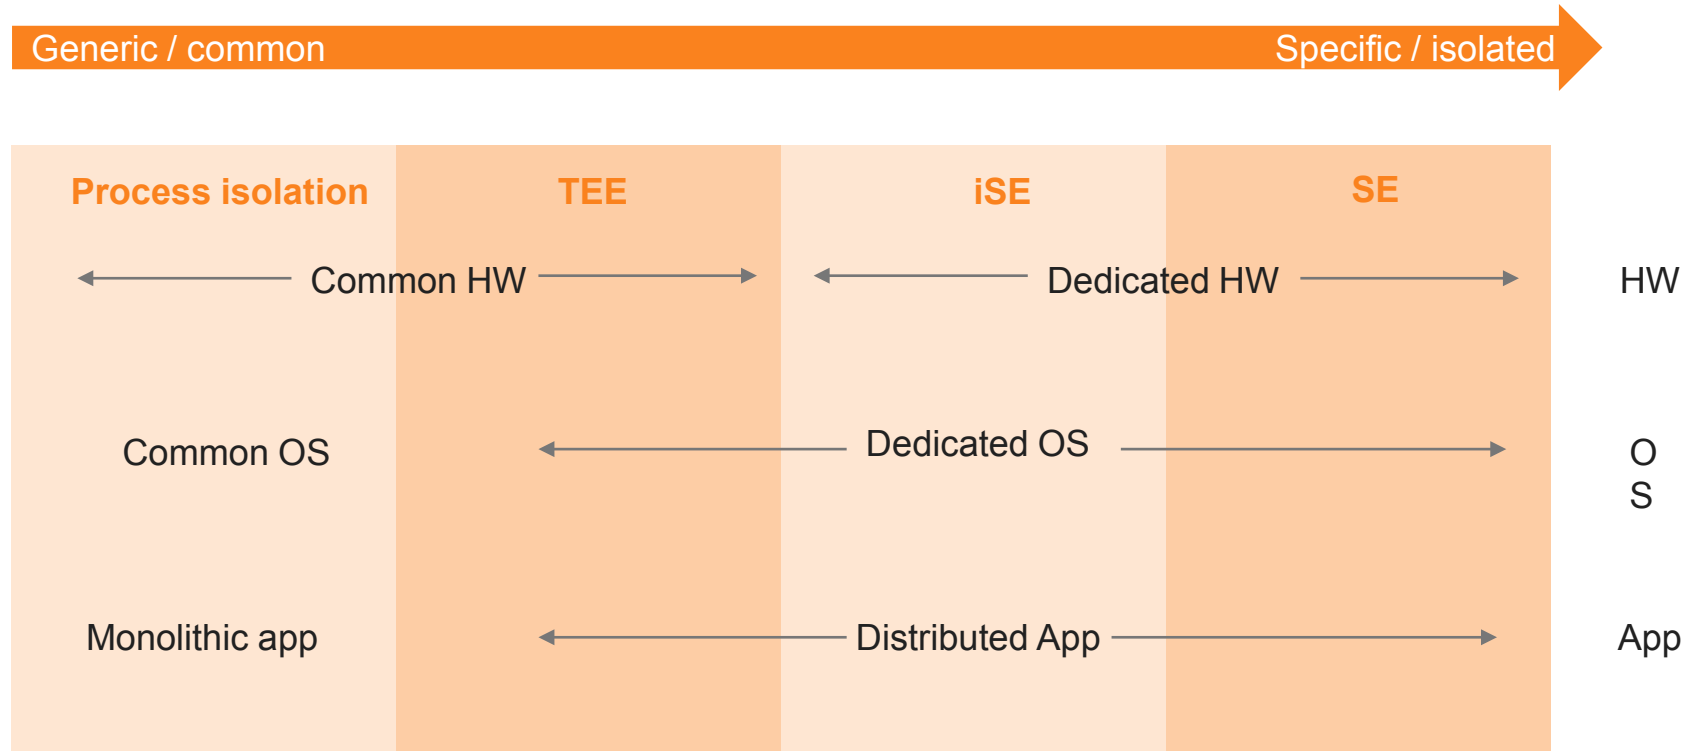 Generic / common
Specific / isolated
Process isolation
TEE
iSE
SE
Common HW
Dedicated HW
HW
Common OS
Dedicated OS
O
S
Monolithic app
Distributed App
App